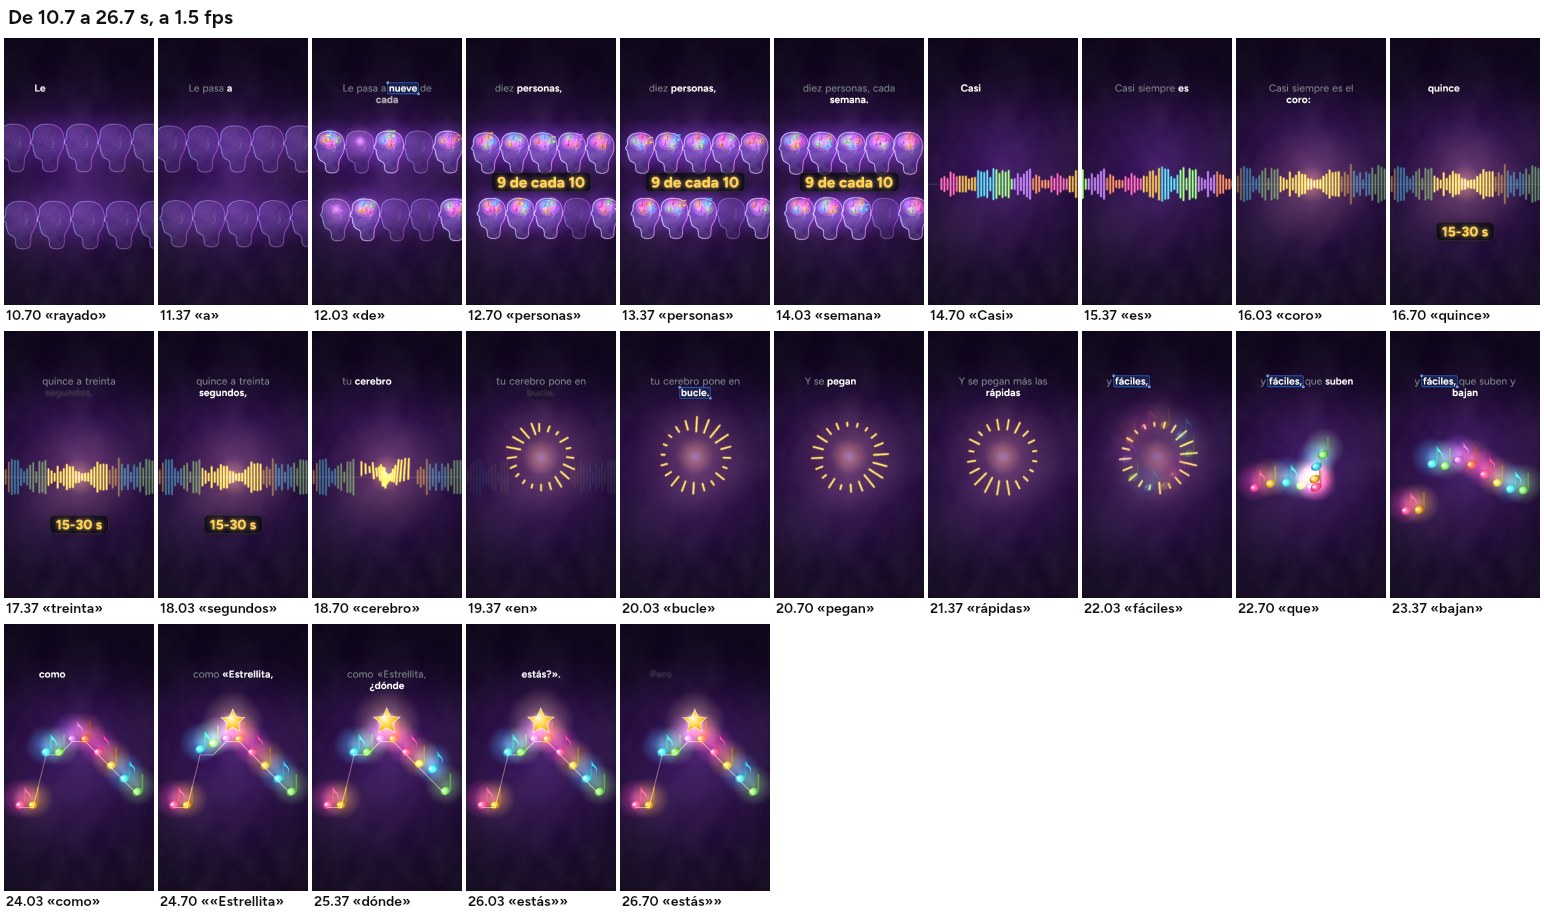 De 10.7 a 26.7 s, a 1.5 fps
Le
Le pasa a
Le pasa a nueve de
cada
diez personas,
9 de cada 10
diez personas,
9 de cada 10
diez personas, cada
semana.
9 de cada 10
Casi
Casi siempre es
Casi siempre es el
coro:
quince
15-30 s
10.70 «rayado»
11.37 «a»
12.03 «de»
12.70 «personas»
13.37 «personas»
14.03 «semana»
14.70 «Casi»
15.37 «es»
16.03 «coro»
16.70 «quince»
quince a treinta
segundos,
15-30 s
quince a treinta
segundos,
15-30 s
tu cerebro
tu cerebro pone en
bucle.
tu cerebro pone en
bucle.
Y se pegan
Y se pegan más las
rápidas
y fáciles,
y fáciles, que suben
y fáciles, que suben y
bajan
17.37 «treinta»
18.03 «segundos»
18.70 «cerebro»
19.37 «en»
20.03 «bucle»
20.70 «pegan»
21.37 «rápidas»
22.03 «fáciles»
22.70 «que»
23.37 «bajan»
como
como «Estrellita,
como «Estrellita,
¿dónde
estás?».
Pero
24.03 «como»
24.70 ««Estrellita»
25.37 «dónde»
26.03 «estás»»
26.70 «estás»»